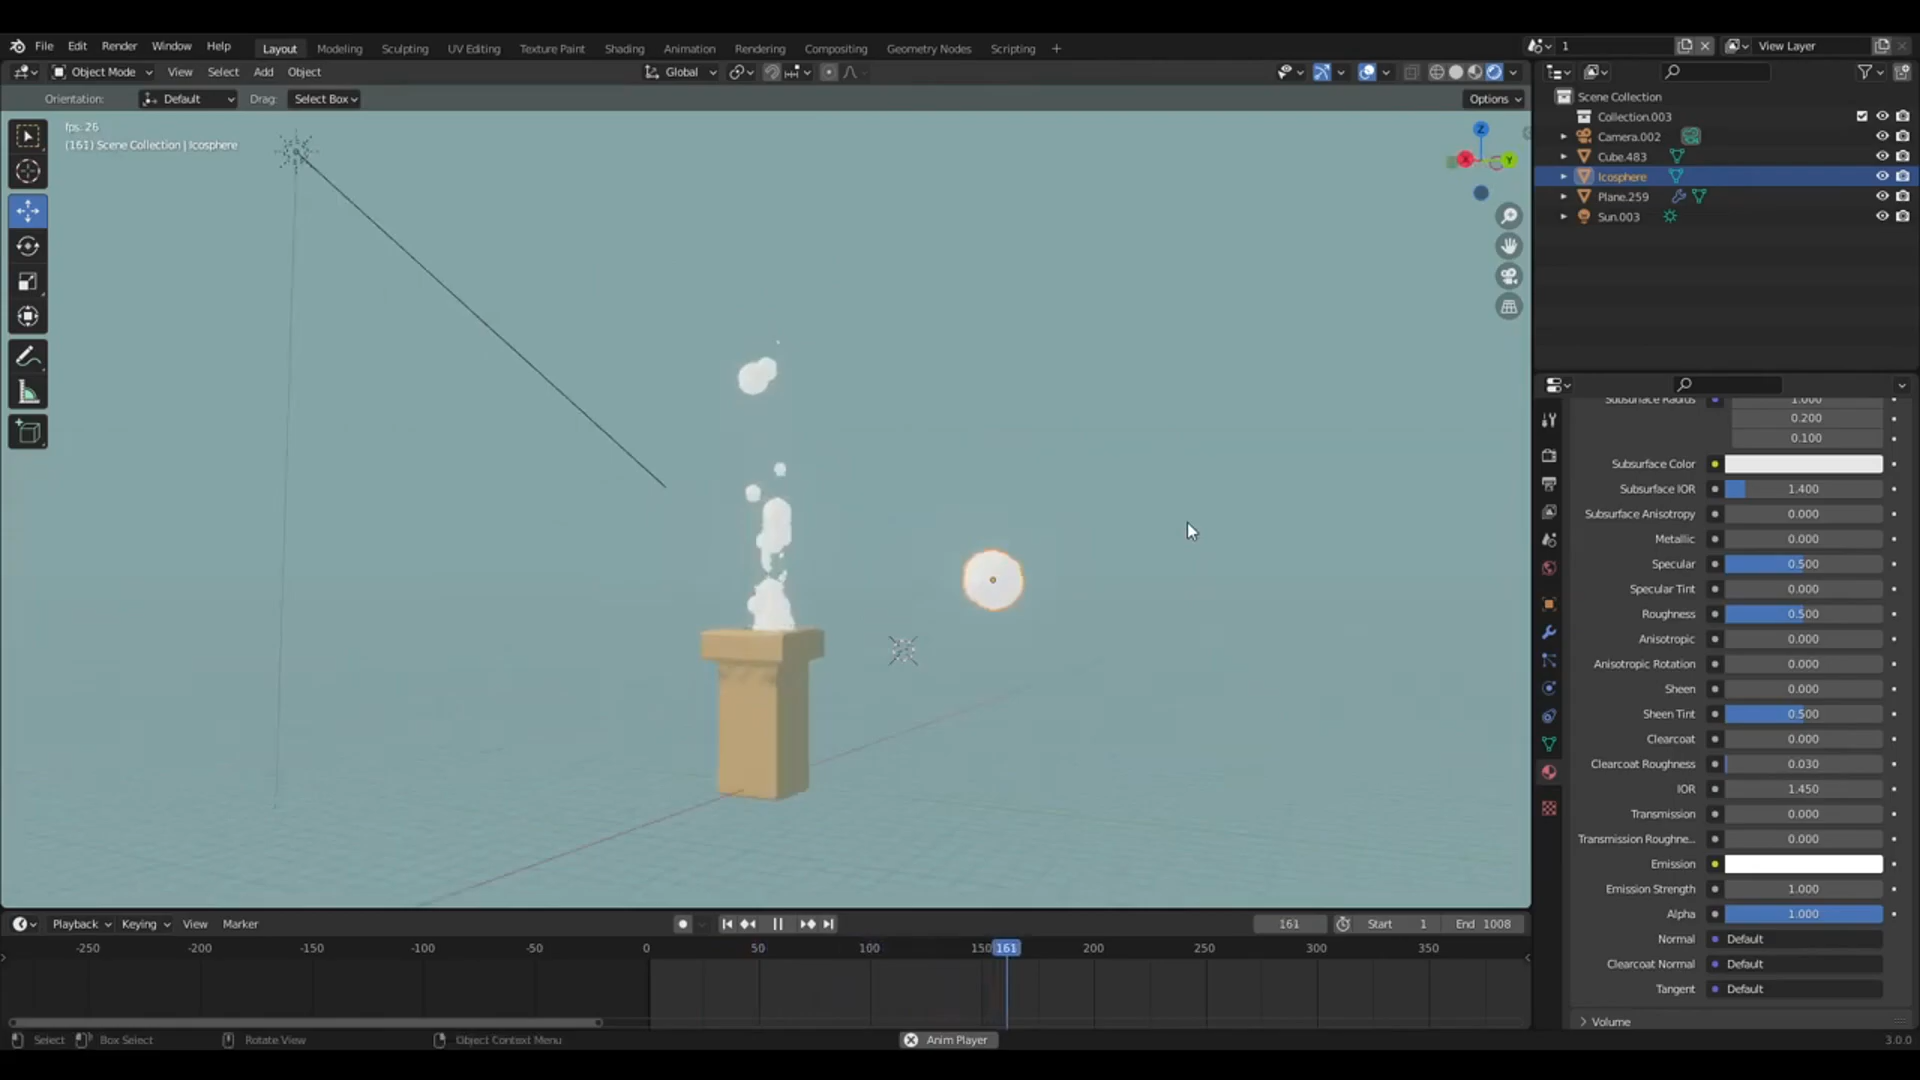 File Edit Render Window Help Layout Modeling Sculpting UV Editing Texture Paint Shading Animation Rendering Compositing Geometry Nodes Scripting + 1 View Layer
Object Mode View Select Add Object Global
Orientation: Default Drag: Select Box Options
Scene Collection
Collection.003
Camera.002
Cube.483
Icosphere
Plane.259
Sun.003
fps: 26
(161) Scene Collection | Icosphere
Z
X
Y
Subsurface Radius 1.000
0.200
0.100
Subsurface Color
Subsurface IOR 1.400
Subsurface Anisotropy 0.000
Metallic 0.000
Specular 0.500
Specular Tint 0.000
Roughness 0.500
Anisotropic 0.000
Anisotropic Rotation 0.000
Sheen 0.000
Sheen Tint 0.500
Clearcoat 0.000
Clearcoat Roughness 0.030
IOR 1.450
Transmission 0.000
Transmission Roughne... 0.000
Emission
Emission Strength 1.000
Alpha 1.000
Normal Default
Clearcoat Normal Default
Tangent Default
Volume
Playback Keying View Marker 161 Start 1 End 1008
-250 -200 -150 -100 -50 0 50 100 150 161 200 250 300 350
Select Box Select Rotate View Object Context Menu Anim Player 3.0.0